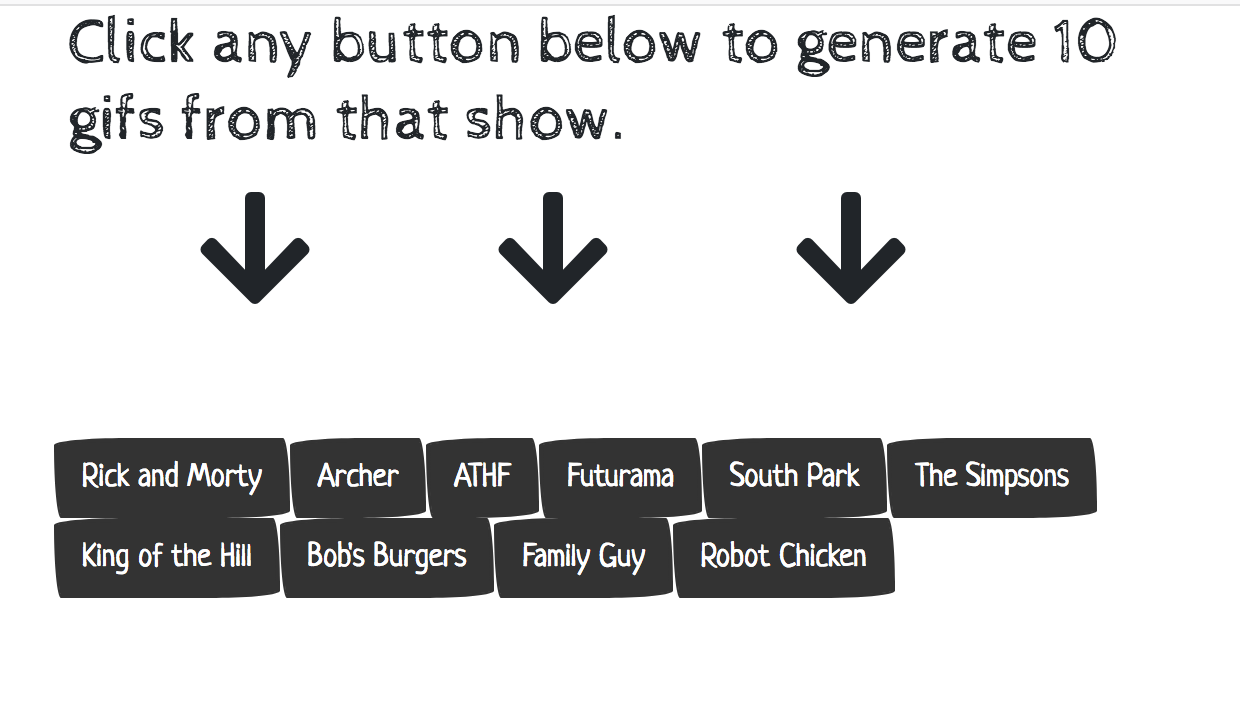 Click any button below to generate 10
gifs from that show.
Rick and Morty Archer ATHF Futurama South Park The Simpsons
King of the Hill Bob's Burgers Family Guy Robot Chicken